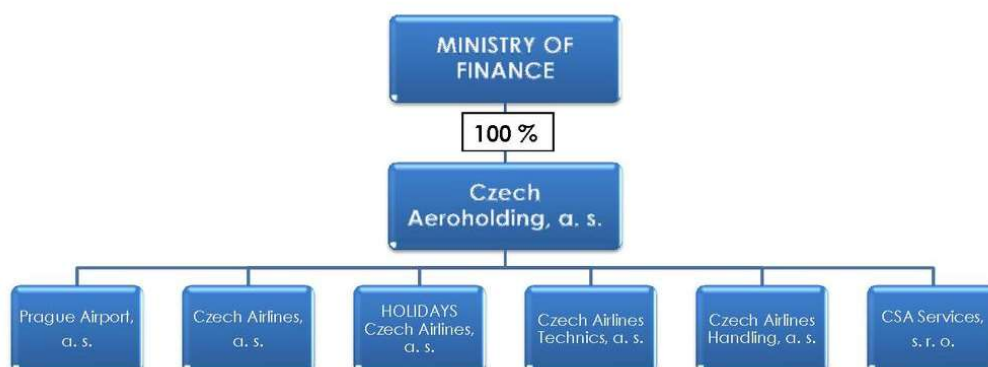 MINISTRY OF
FINANCE
100 %
Czech
Aeroholding, a. s.
Prague Airport,
a. s.
Czech Airlines,
a. s.
HOLIDAYS
Czech Airlines,
a. s.
Czech Airlines
Technics, a. s.
Czech Airlines
Handling, a. s.
CSA Services,
s. r. o.